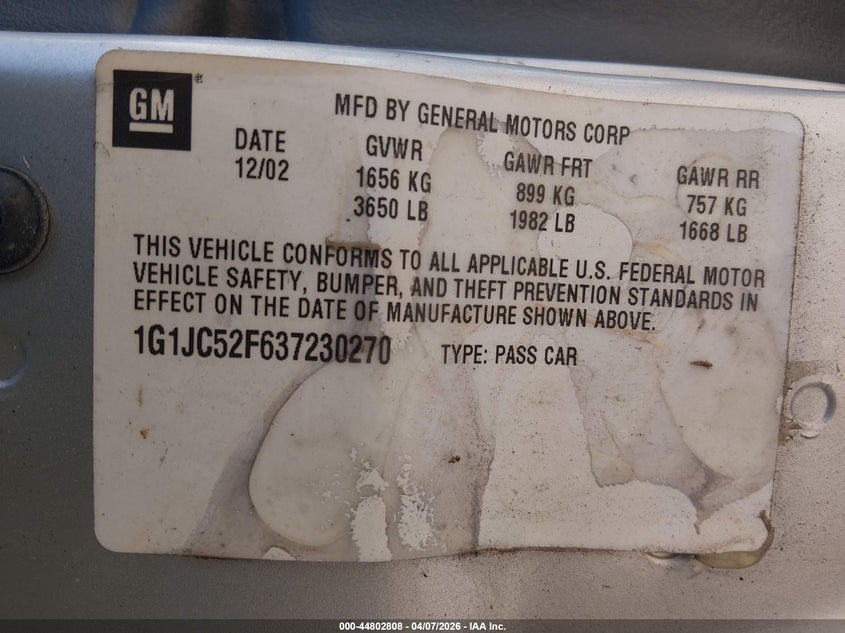 GM
MFD BY GENERAL MOTORS CORP
DATE GVWR GAWR FRT GAWR RR
12/02 1656 KG 899 KG 757 KG
3650 LB 1982 LB 1668 LB
THIS VEHICLE CONFORMS TO ALL APPLICABLE U.S. FEDERAL MOTOR
VEHICLE SAFETY, BUMPER, AND THEFT PREVENTION STANDARDS IN
EFFECT ON THE DATE OF MANUFACTURE SHOWN ABOVE.
1G1JC52F637230270 TYPE: PASS CAR
000-44802808 | 04/07/2026 | IAA Inc.